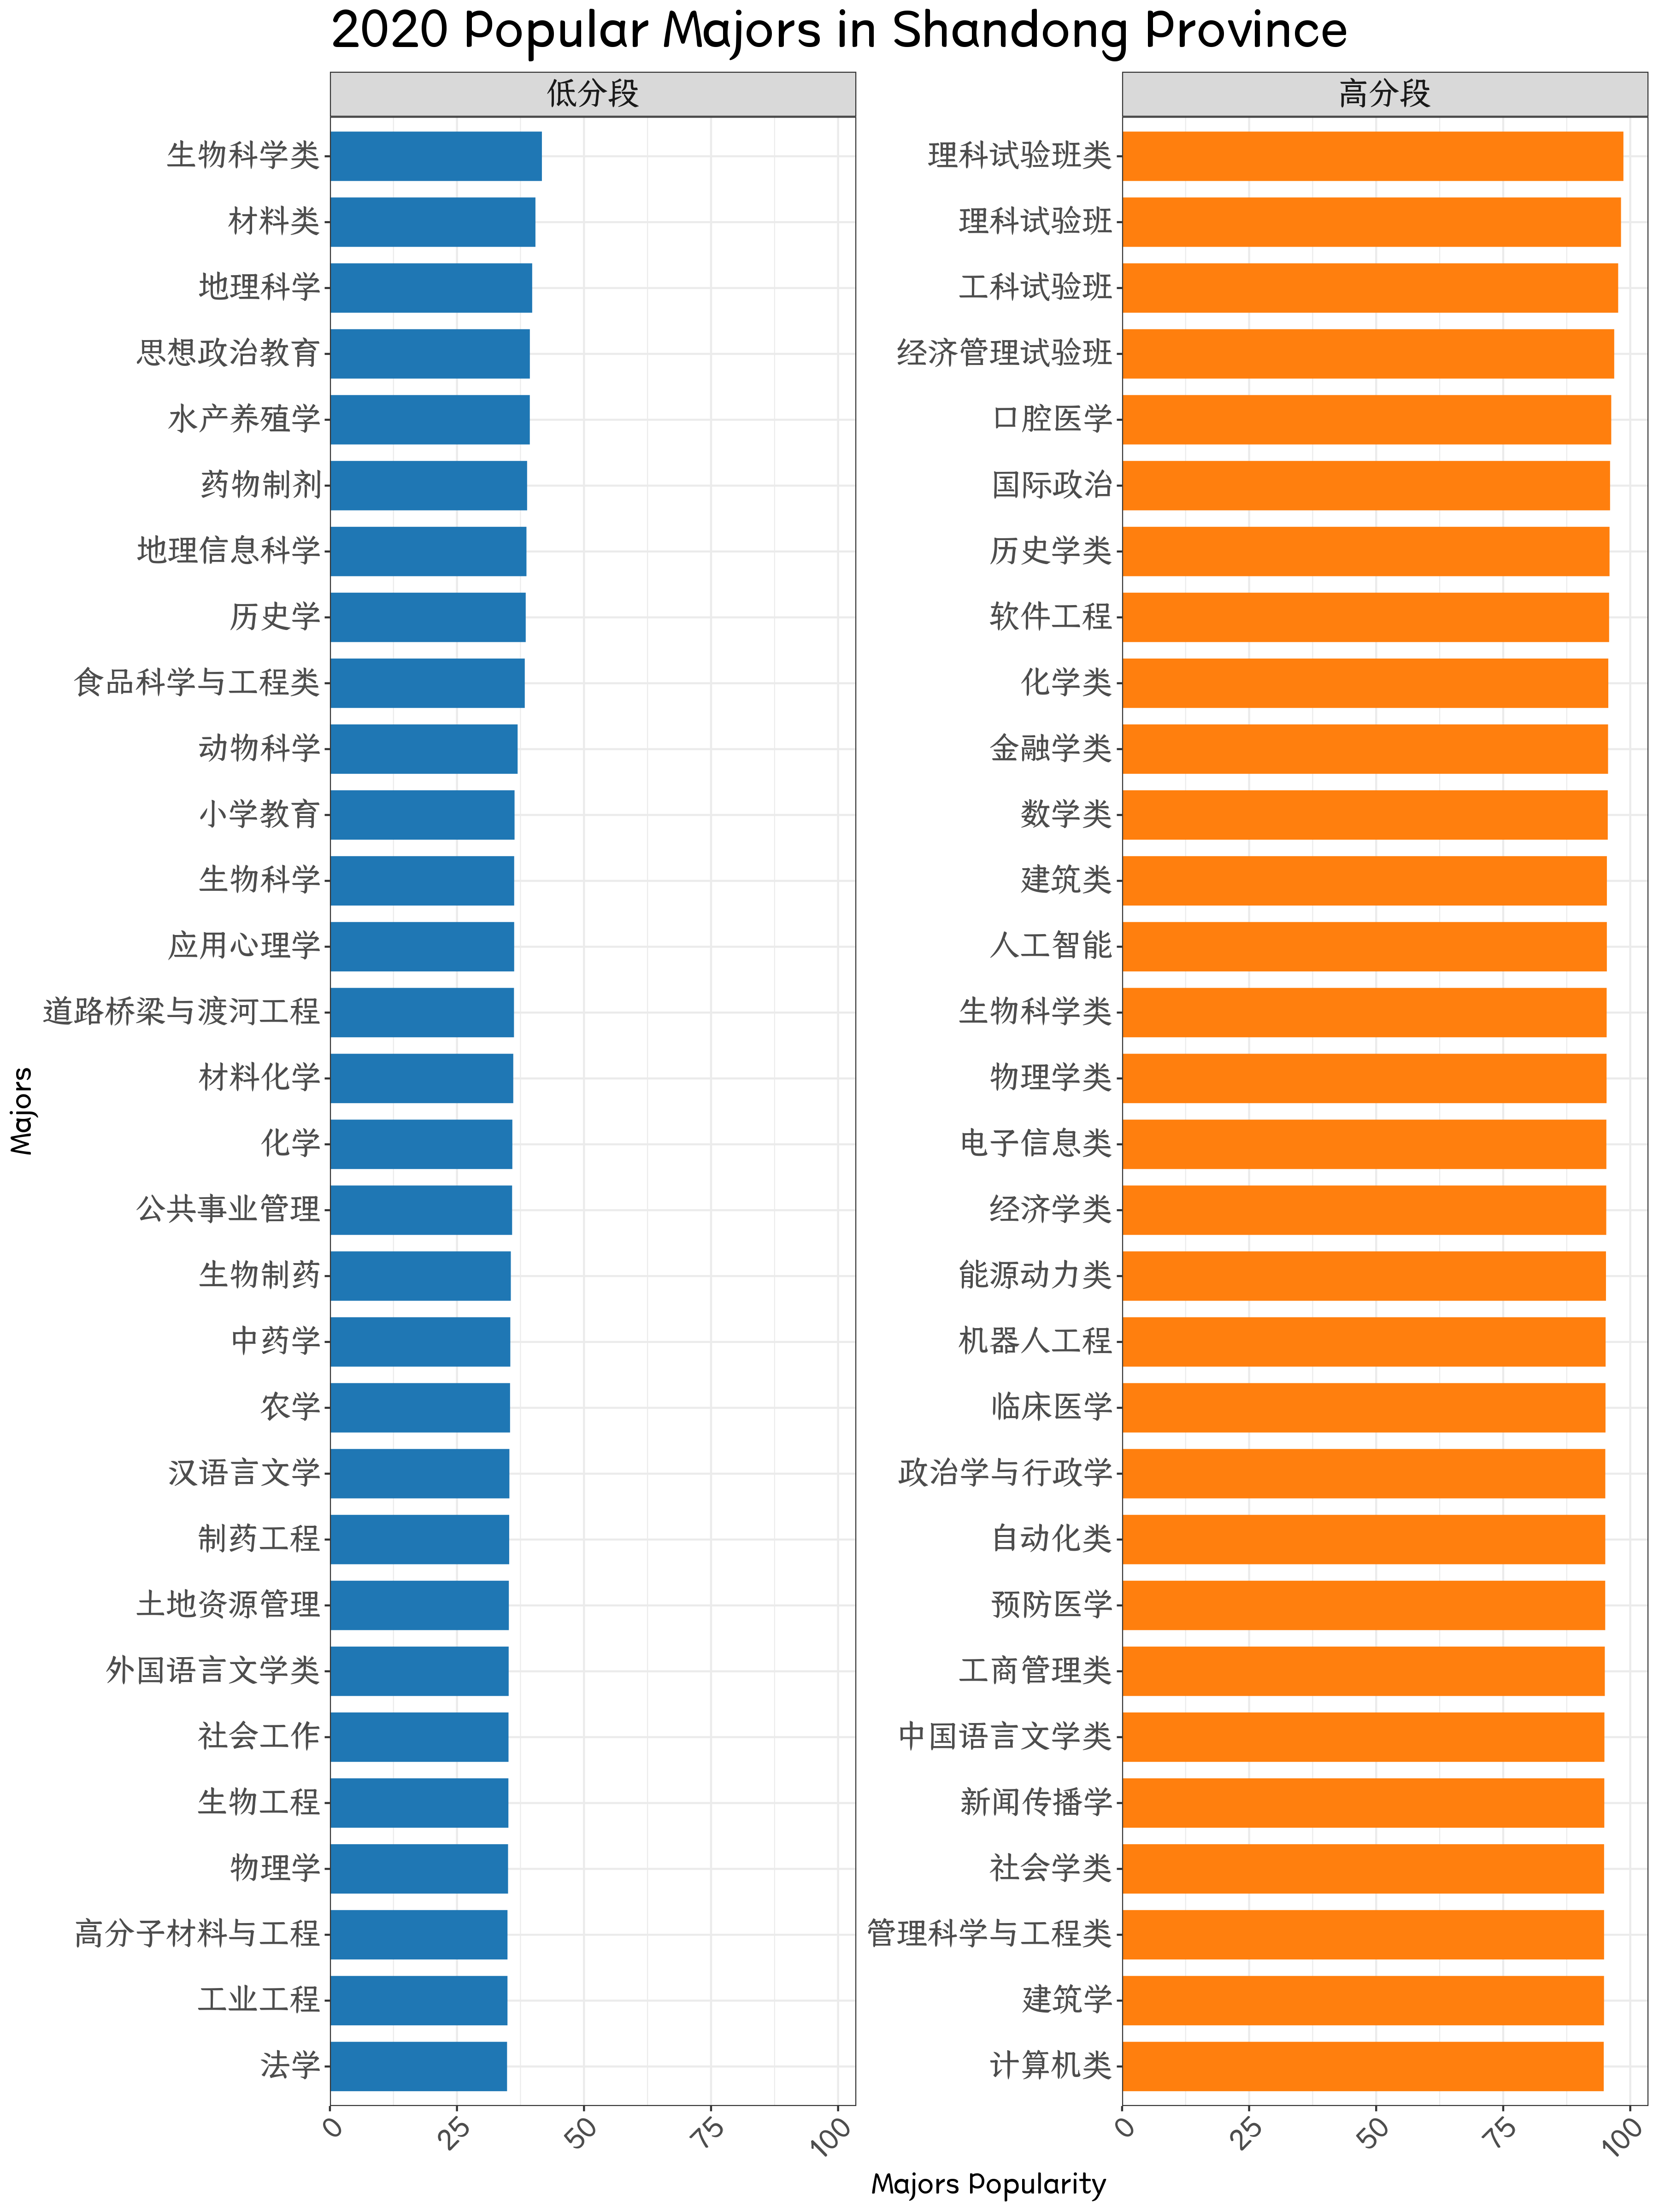 2020 Popular Majors in Shandong Province
低分段
生物科学类
材料类
地理科学
思想政治教育
水产养殖学
药物制剂
地理信息科学
历史学
食品科学与工程类
动物科学
小学教育
生物科学
应用心理学
道路桥梁与渡河工程
材料化学
化学
公共事业管理
生物制药
中药学
农学
汉语言文学
制药工程
土地资源管理
外国语言文学类
社会工作
生物工程
物理学
高分子材料与工程
工业工程
法学
0
25
50
75
100
高分段
理科试验班类
理科试验班
工科试验班
经济管理试验班
口腔医学
国际政治
历史学类
软件工程
化学类
金融学类
数学类
建筑类
人工智能
生物科学类
物理学类
电子信息类
经济学类
能源动力类
机器人工程
临床医学
政治学与行政学
自动化类
预防医学
工商管理类
中国语言文学类
新闻传播学
社会学类
管理科学与工程类
建筑学
计算机类
0
25
50
75
100
Majors
Majors Popularity